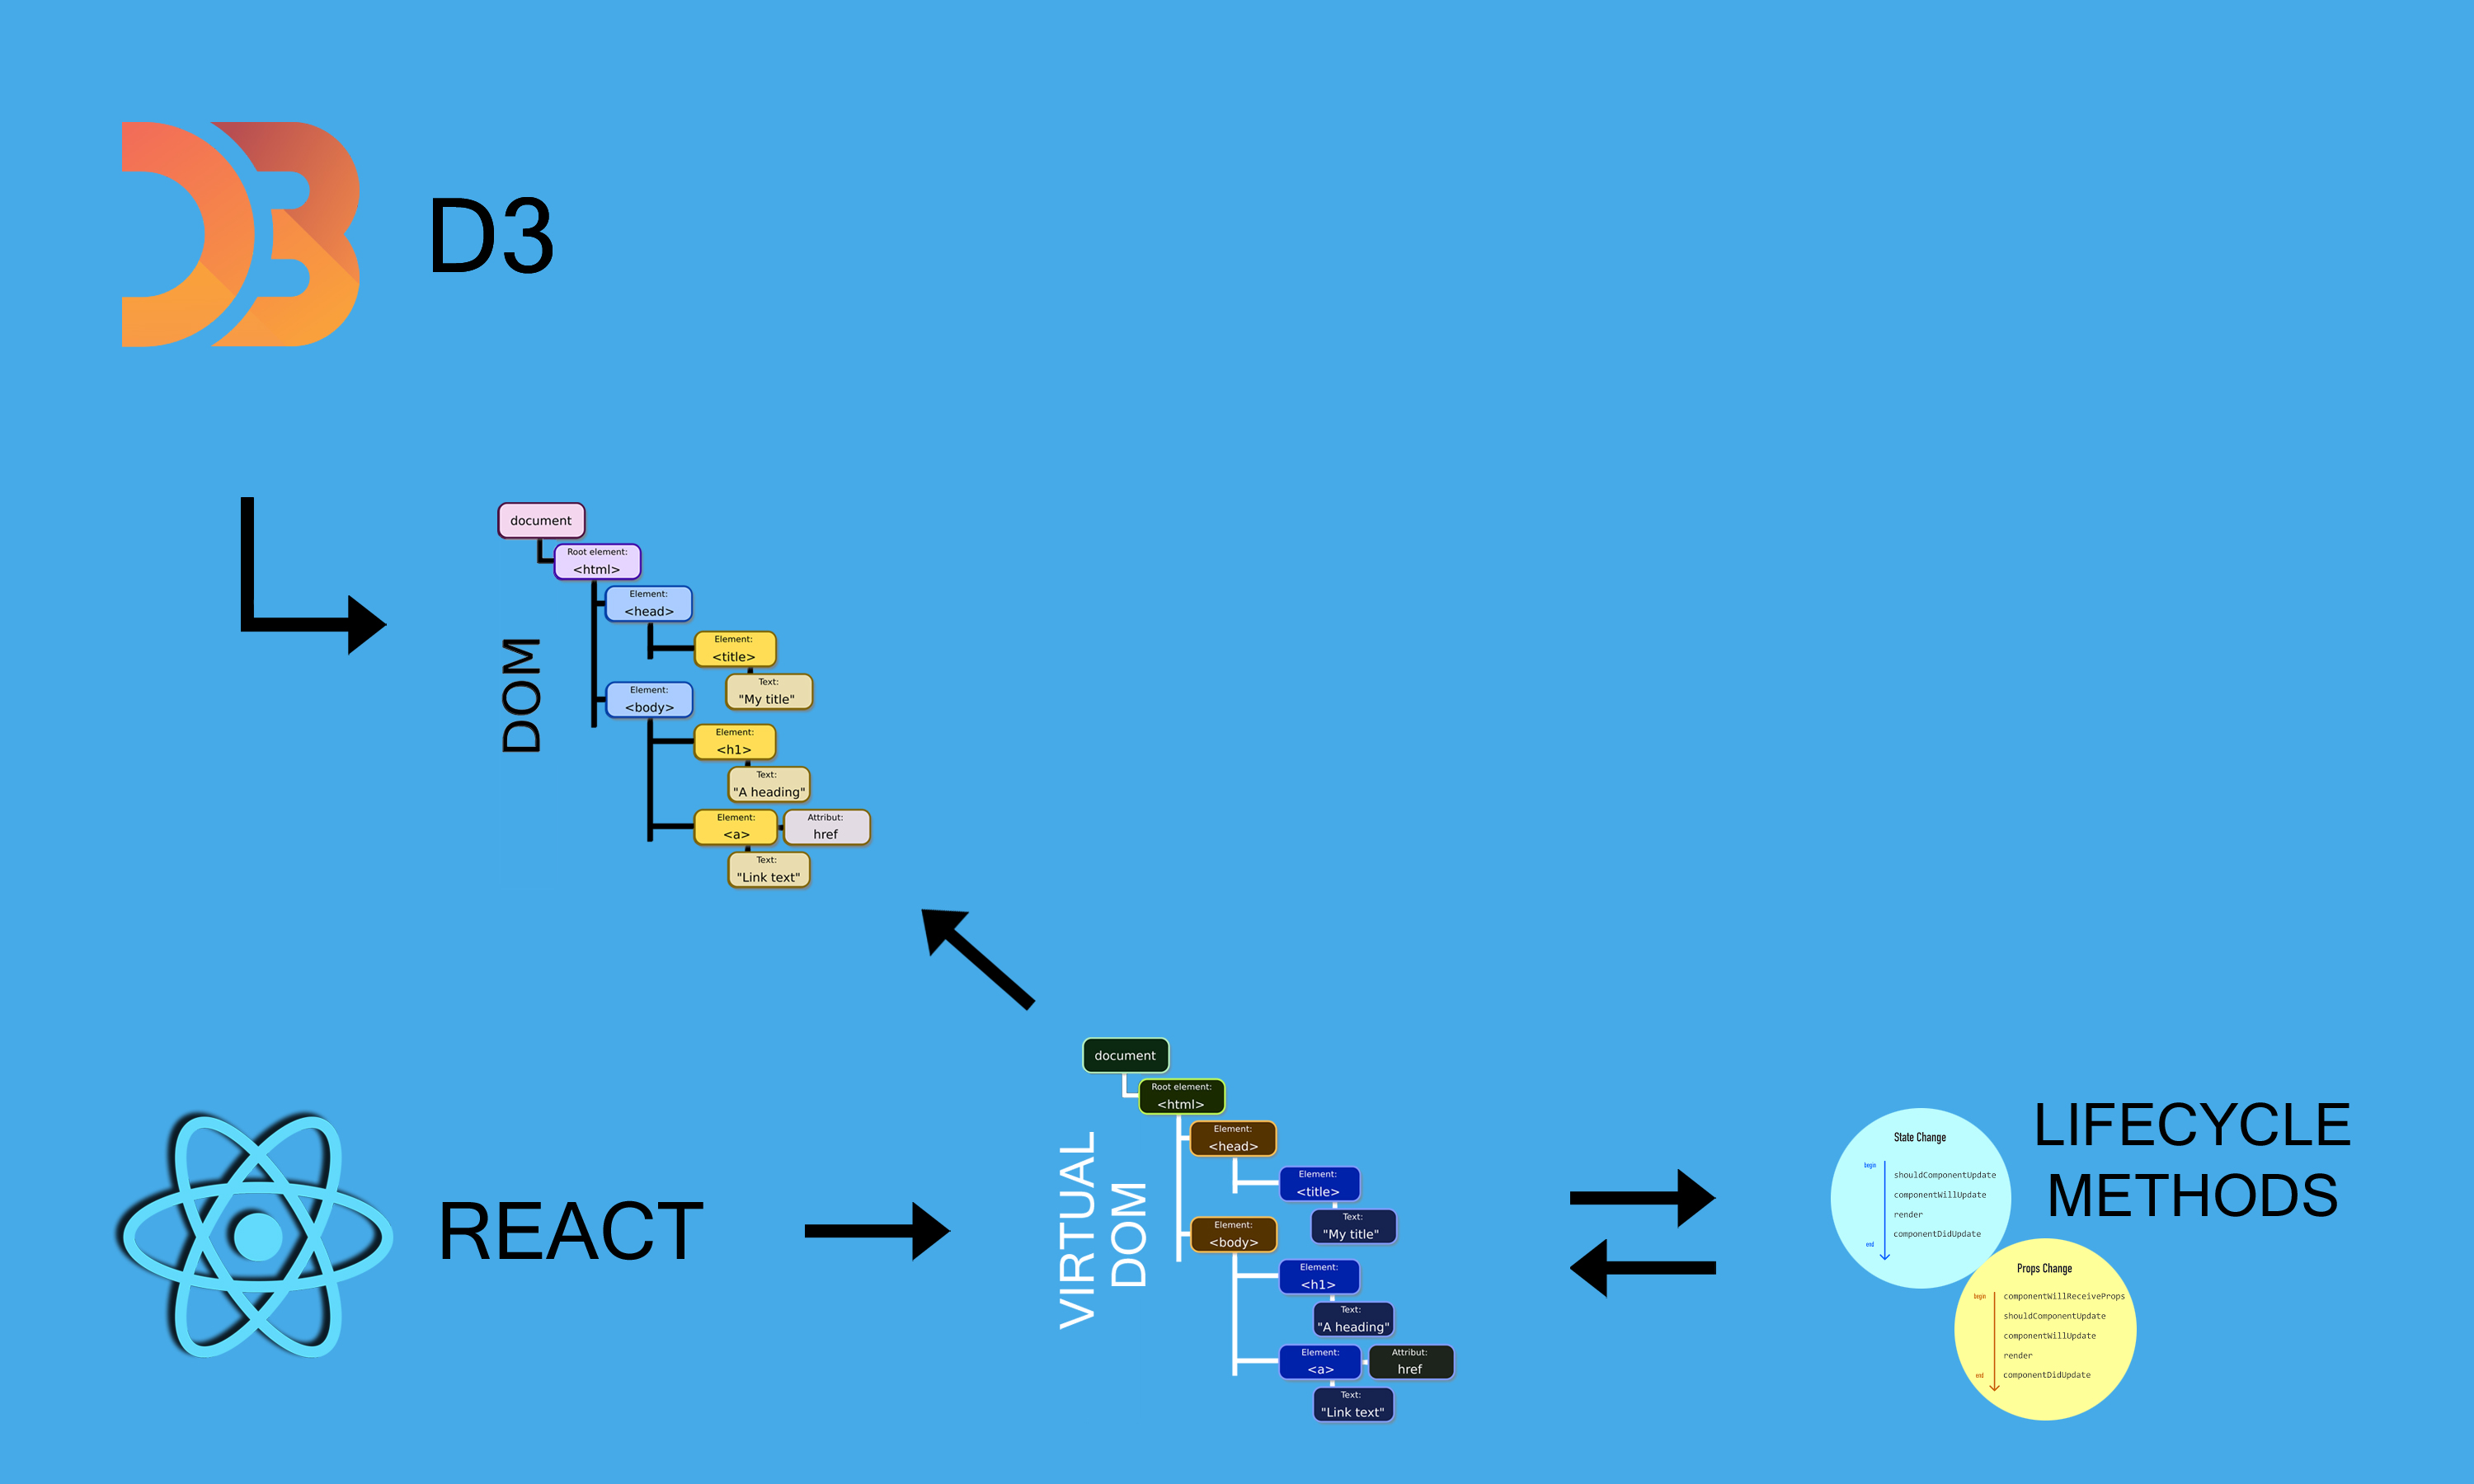 D3
DOM
document
Root element:
<html>
Element:
<head>
Element:
<title>
Text:
"My title"
Element:
<body>
Element:
<h1>
Text:
"A heading"
Element:
<a>
Attribut:
href
Text:
"Link text"
REACT
VIRTUAL
DOM
document
Root element:
<html>
Element:
<head>
Element:
<title>
Text:
"My title"
Element:
<body>
Element:
<h1>
Text:
"A heading"
Element:
<a>
Attribut:
href
Text:
"Link text"
LIFECYCLE
METHODS
State Change
begin
shouldComponentUpdate
componentWillUpdate
render
componentDidUpdate
end
Props Change
begin
componentWillReceiveProps
shouldComponentUpdate
componentWillUpdate
render
componentDidUpdate
end